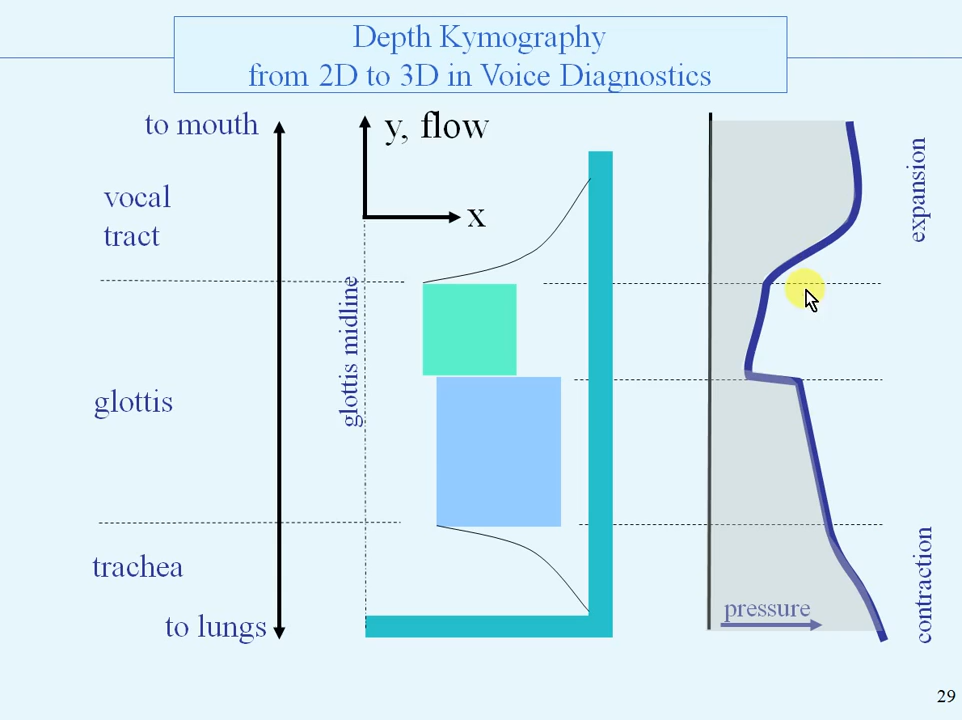 Depth Kymography
from 2D to 3D in Voice Diagnostics
to mouth
y, flow
vocal
tract
x
expansion
glottis midline
glottis
trachea
to lungs
pressure
contraction
29